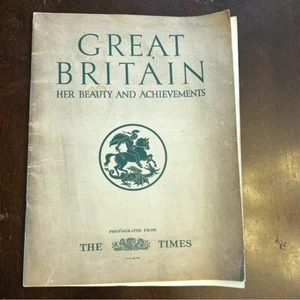 GREAT
BRITAIN
HER BEAUTY AND ACHIEVEMENTS
PHOTOGRAPHS FROM
THE TIMES